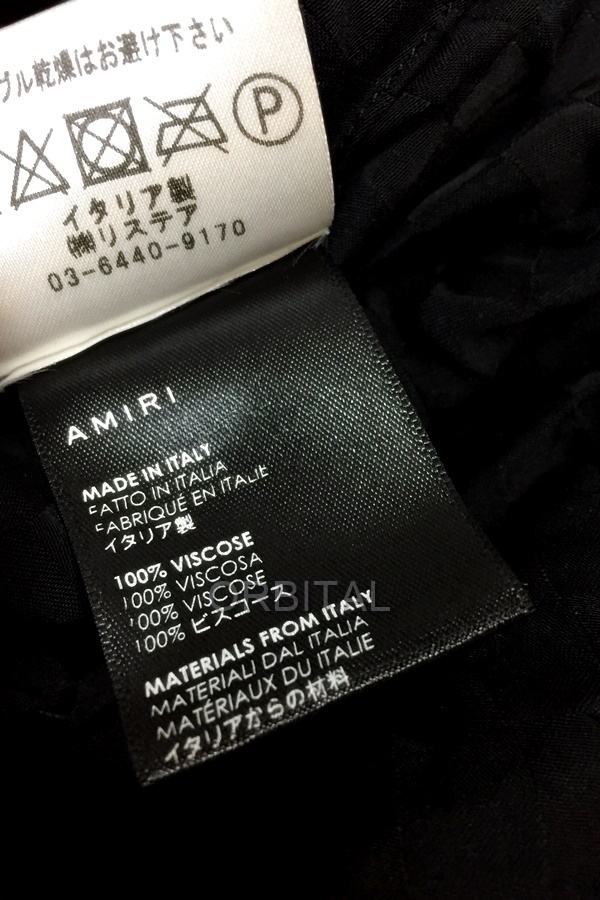 ブル乾燥はお避け下さい
P
イタリア製
㈱リステア
03-6440-9170
AMIRI
MADE IN ITALY
FATTO IN ITALIA
FABRIQUÉ EN ITALIE
イタリア製
100% VISCOSE
100% VISCOSA
100% VISCOSE
100% ビスコース
ORBITAL
MATERIALS FROM ITALY
MATERIALI DAL ITALIA
MATÉRIAUX DU ITALIE
イタリアからの材料